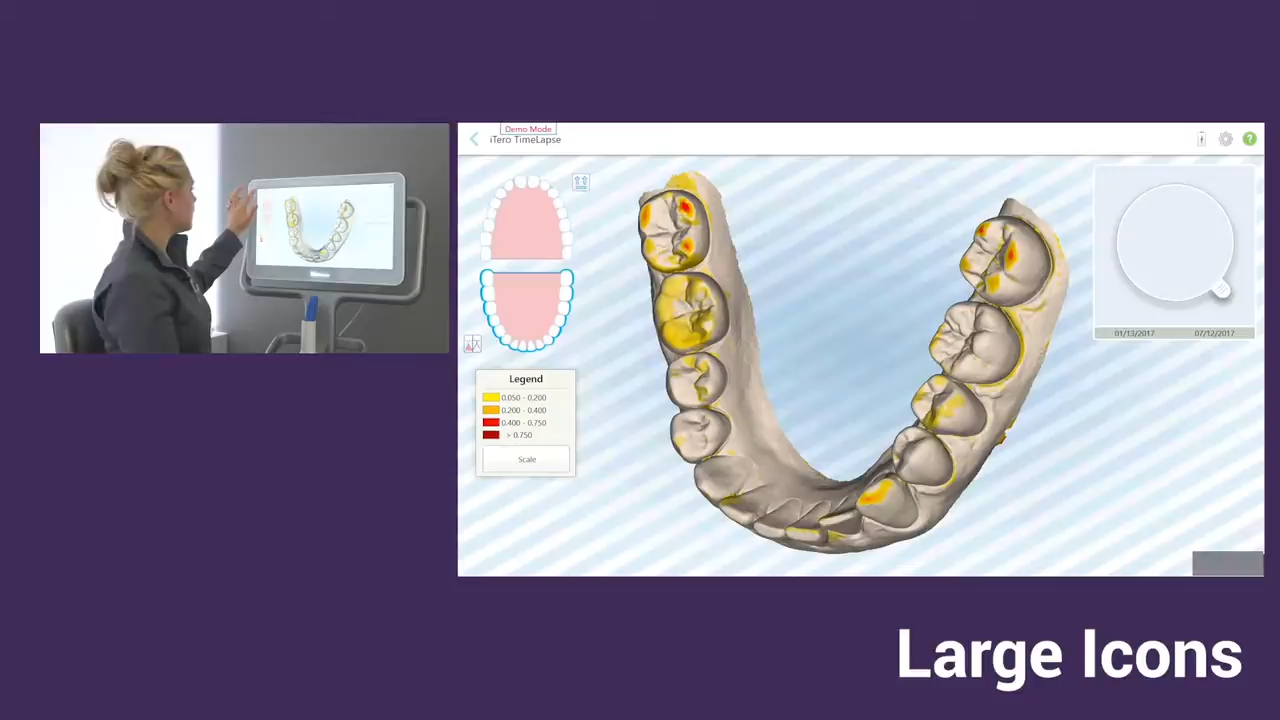 Demo Mode
iTero TimeLapse
?
01/13/2017 07/12/2017
Legend
0.050 - 0.200
0.200 - 0.400
0.400 - 0.750
> 0.750
Scale
Large Icons